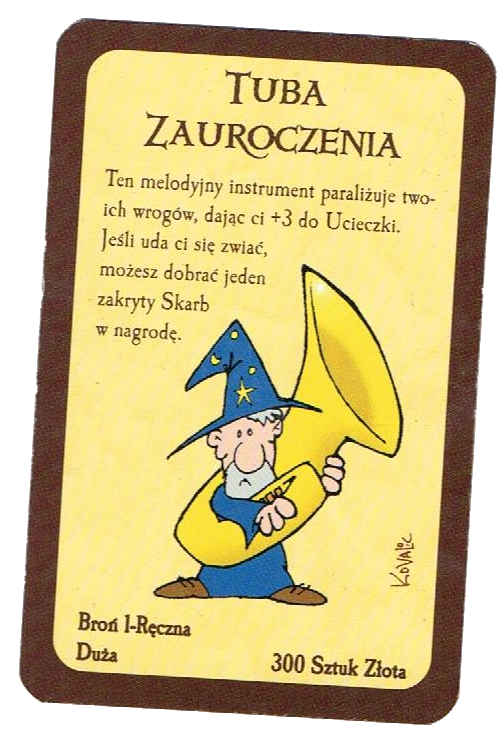 TUBA
ZAUROCZENIA
Ten melodyjny instrument paraliżuje two-
ich wrogów, dając ci +3 do Ucieczki.
Jeśli uda ci się zwiać,
możesz dobrać jeden
zakryty Skarb
w nagrodę.
KOVALIC
Broń 1-Ręczna
Duża
300 Sztuk Złota